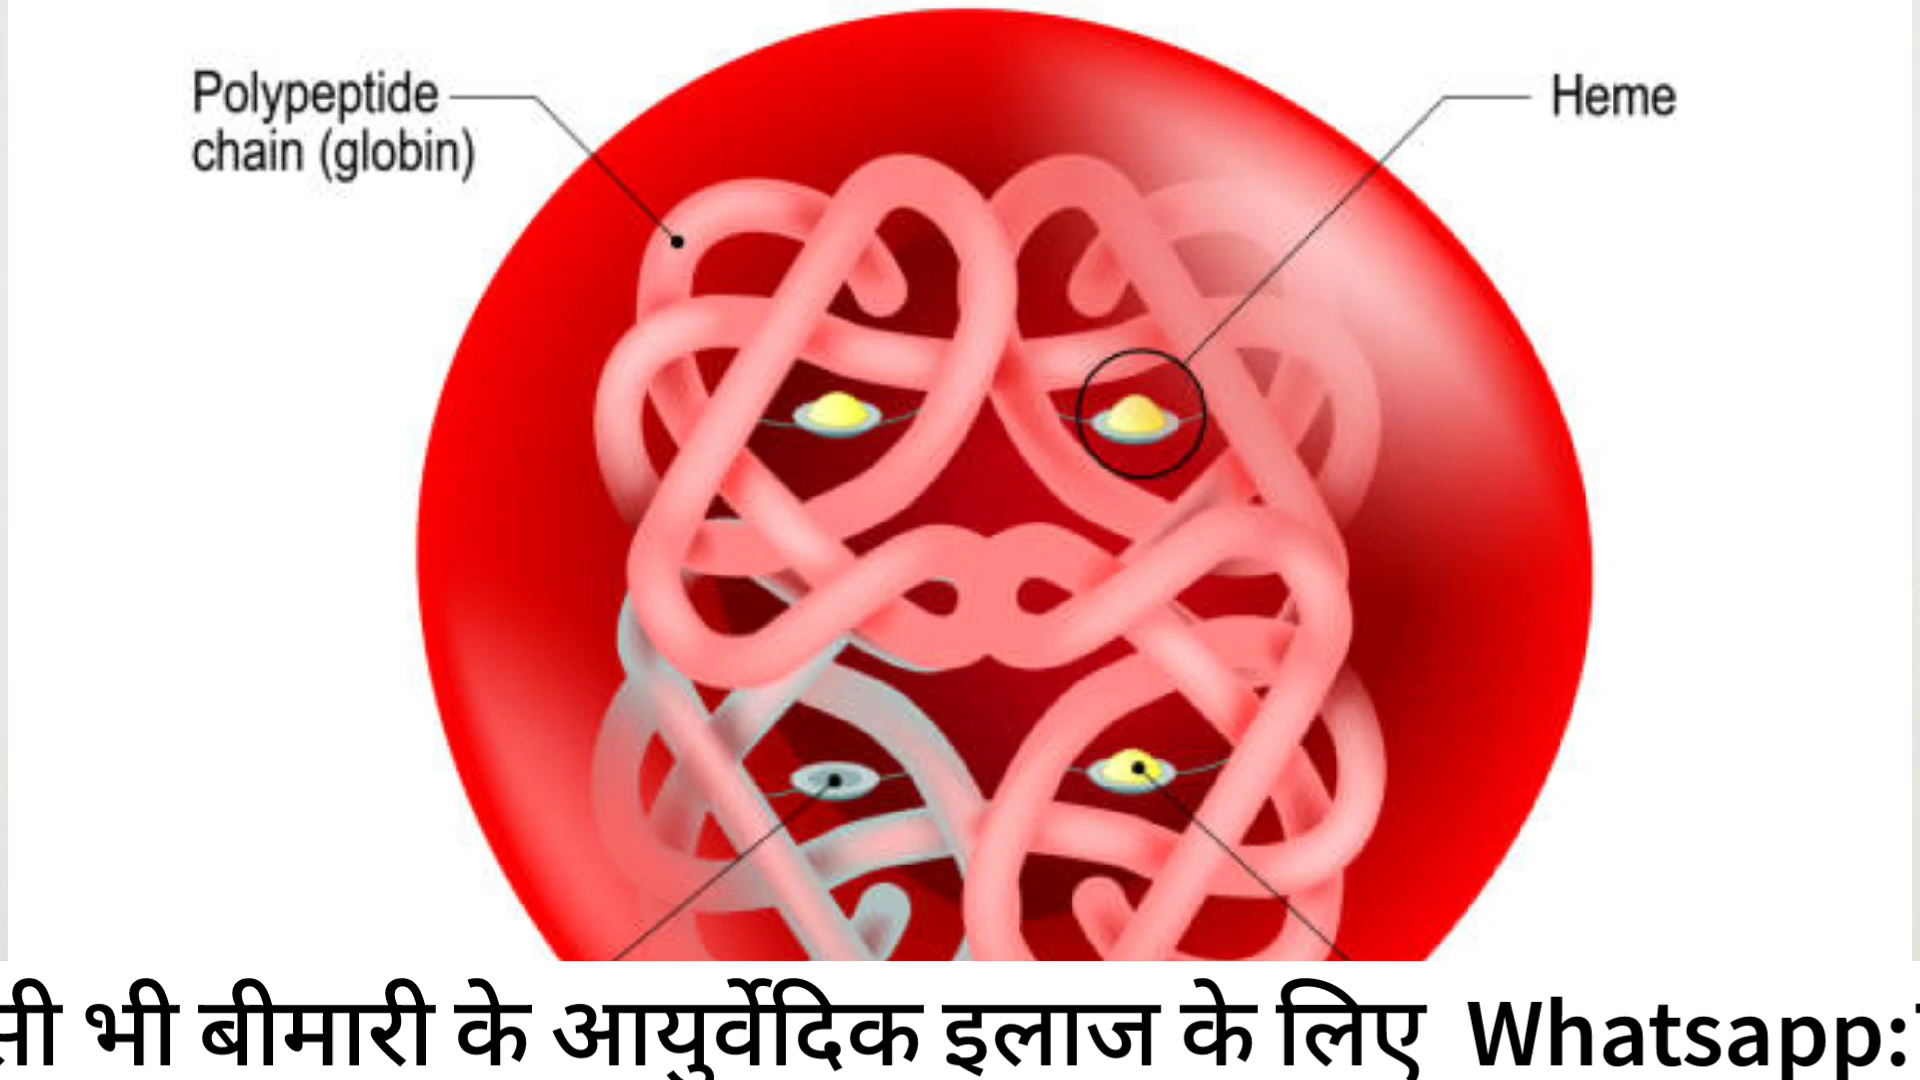 Polypeptide
chain (globin)
Heme
भी बीमारी के आयुर्वेदिक इलाज के लिए Whatsapp: